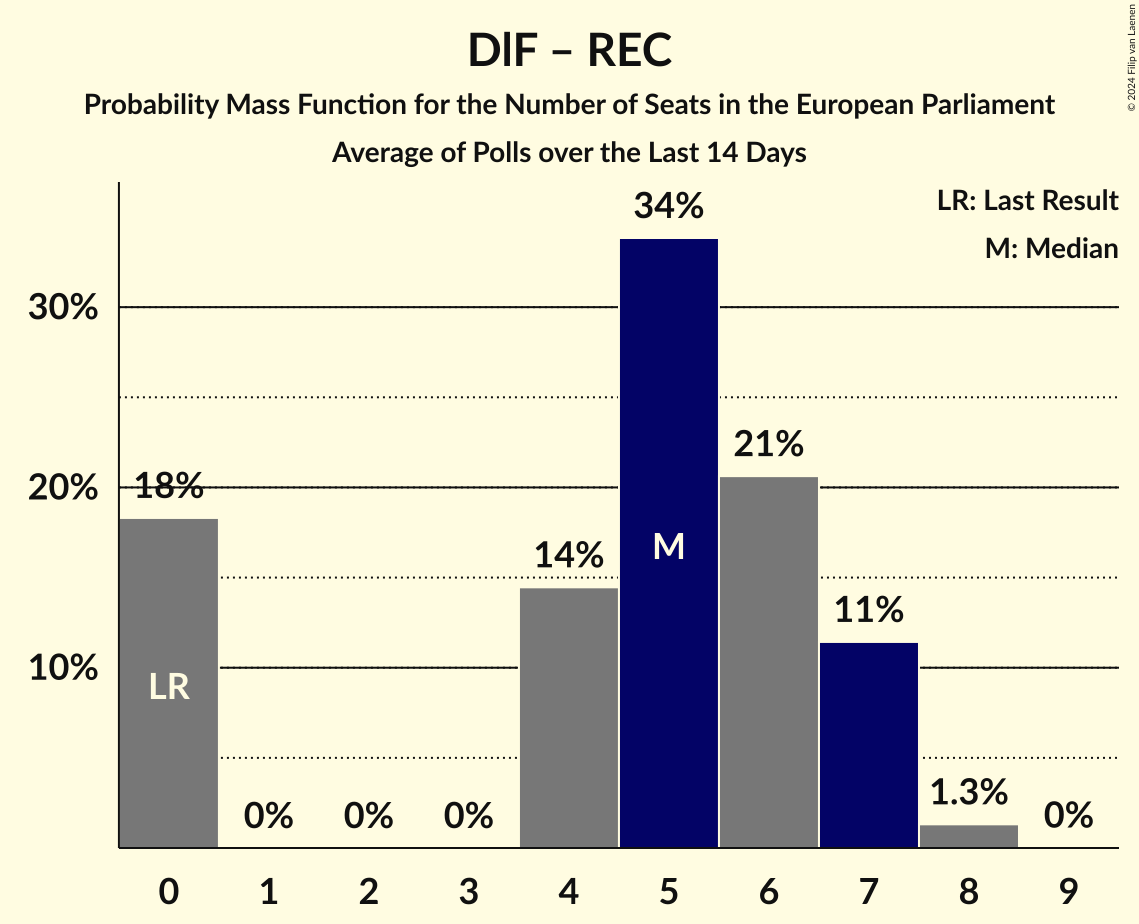 DIF – REC
Probability Mass Function for the Number of Seats in the European Parliament
Average of Polls over the Last 14 Days
© 2024 Filip van Laenen
LR: Last Result
M: Median
34%
30%
21%
20%
18%
14%
11%
10%
M
LR
1.3%
0%
0%
0%
0%
0 1 2 3 4 5 6 7 8 9